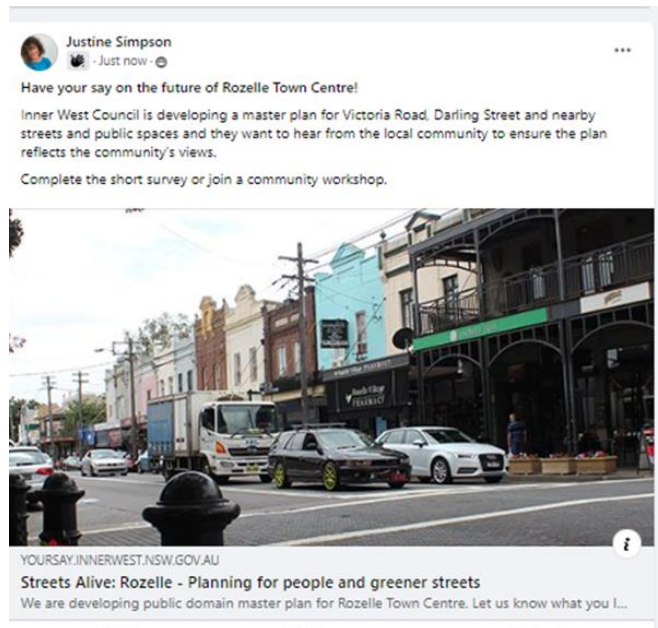 Justine Simpson
· Just now ·
Have your say on the future of Rozelle Town Centre!
Inner West Council is developing a master plan for Victoria Road, Darling Street and nearby
streets and public spaces and they want to hear from the local community to ensure the plan
reflects the community's views.
Complete the short survey or join a community workshop.
Rozelle Village
PHARMACY
YOURSAY.INNERWEST.NSW.GOV.AU
Streets Alive: Rozelle - Planning for people and greener streets
We are developing public domain master plan for Rozelle Town Centre. Let us know what you l...